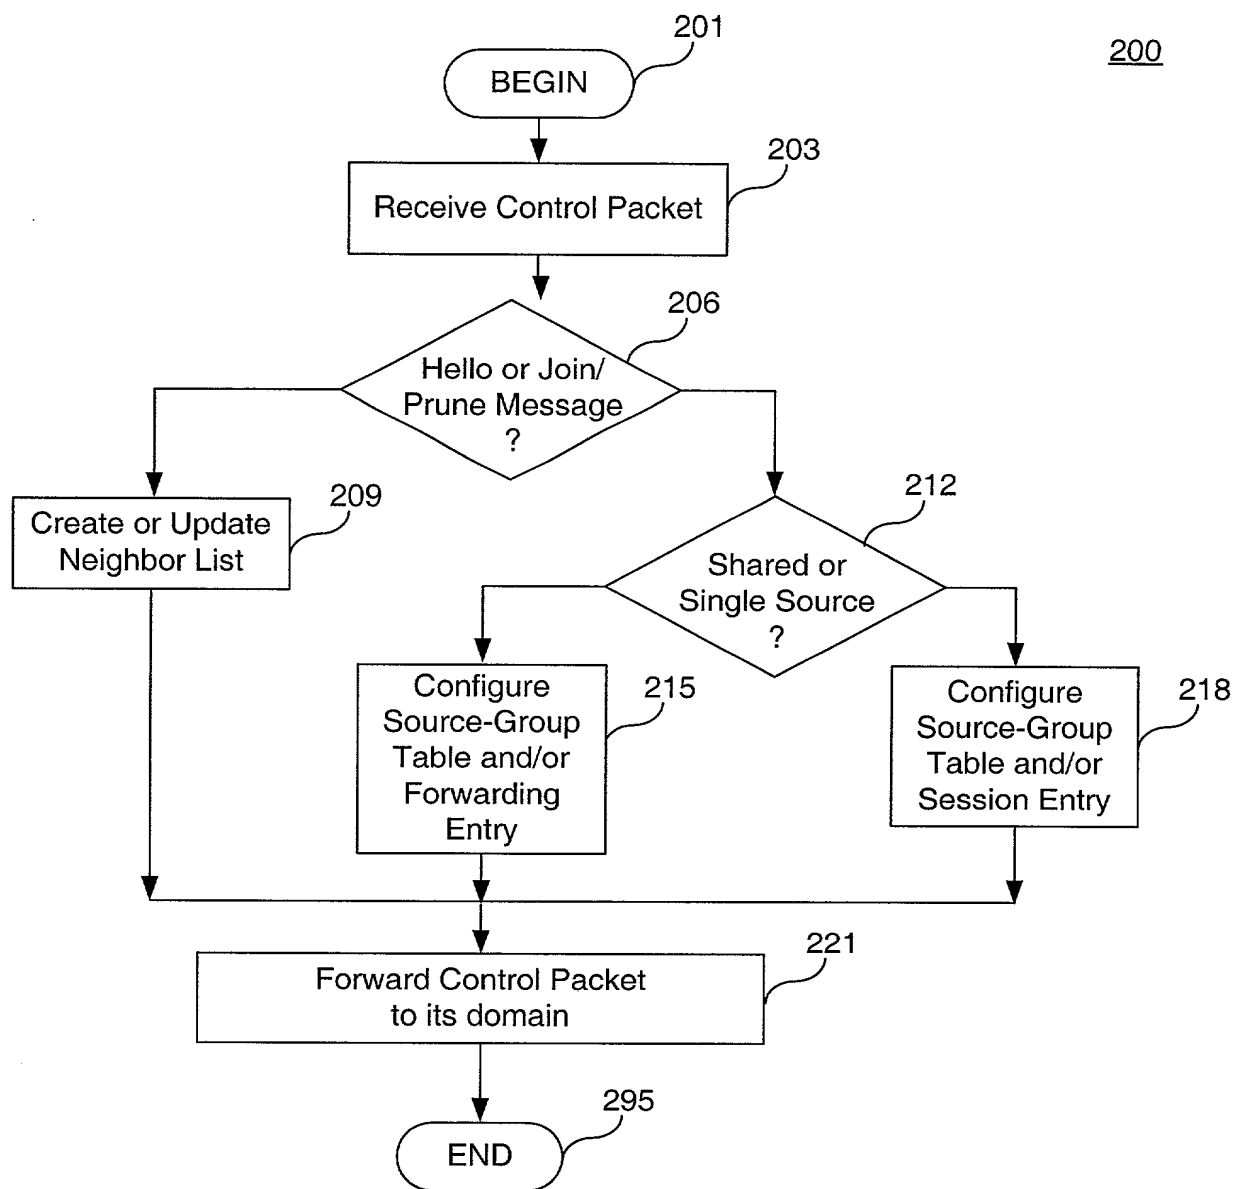 201
200
BEGIN
203
Receive Control Packet
206
Hello or Join/
Prune Message
?
209
Create or Update
Neighbor List
212
Shared or
Single Source
?
215
Configure
Source-Group
Table and/or
Forwarding
Entry
218
Configure
Source-Group
Table and/or
Session Entry
221
Forward Control Packet
to its domain
295
END